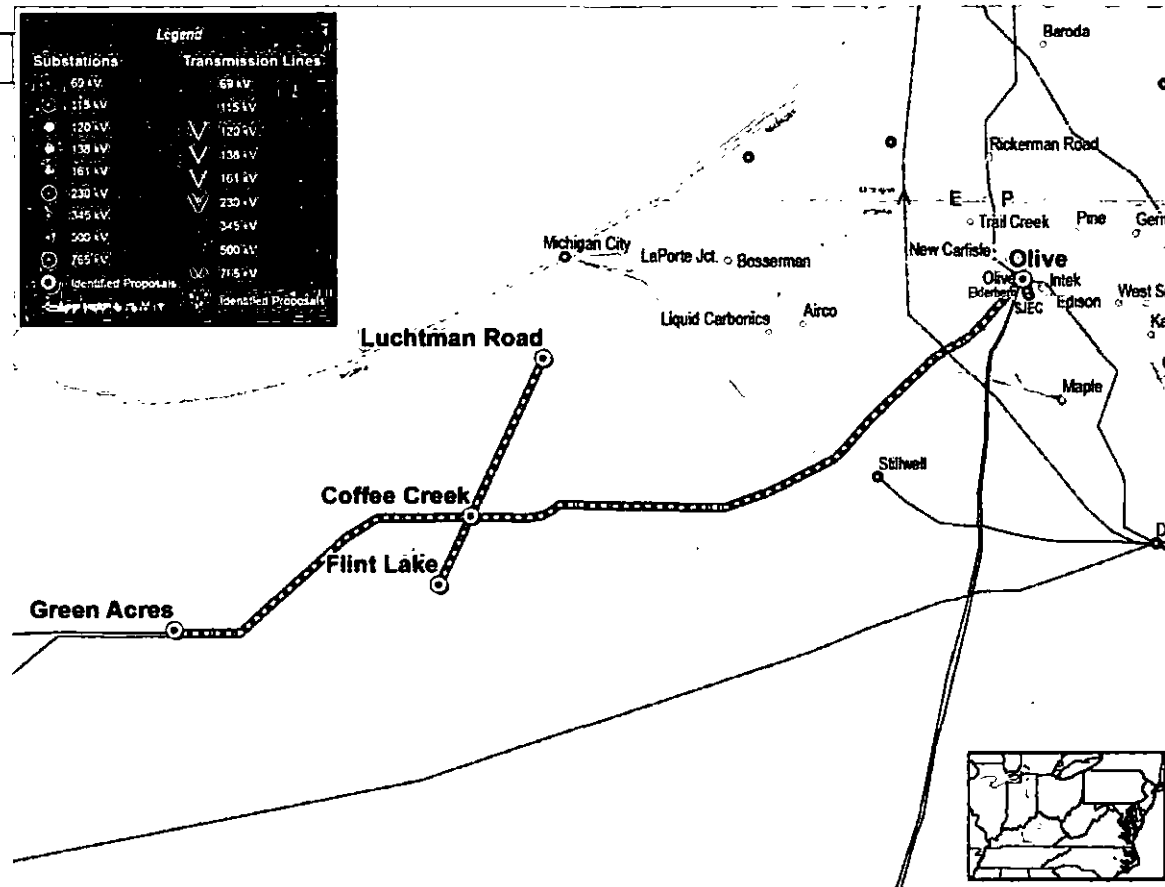 Legend
Substations
69 kV
115 kV
120 kV
138 kV
161 kV
230 kV
345 kV
500 kV
765 kV
Identified Proposals
Transmission Lines
69 kV
115 kV
120 kV
138 kV
161 kV
230 kV
345 kV
500 kV
765 kV
Identified Proposals
Baroda
Rickerman Road
A E P
Trail Creek
Pine
Michigan City
LaPorte Jct.
Bosserman
New Carlisle
Olive
Olive
Intek
SJEC
Edison
Liquid Carbonics
Airco
Luchtman Road
Maple
Stillwell
Coffee Creek
Flint Lake
D
Green Acres